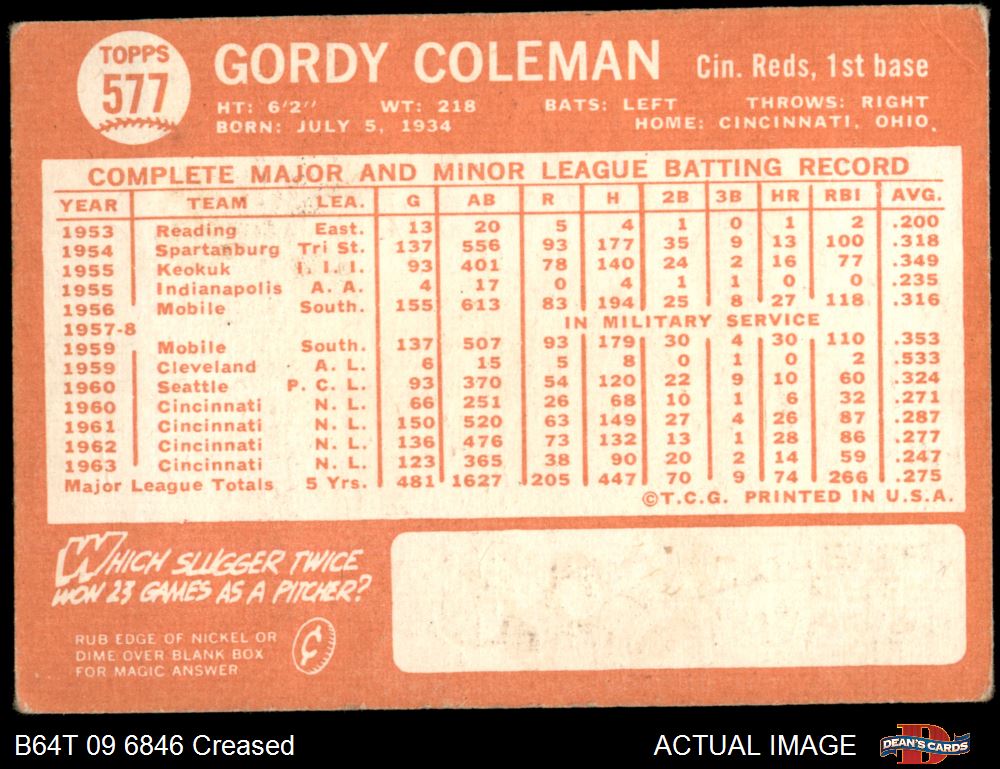 TOPPS
577
GORDY COLEMAN Cin. Reds, 1st base
HT: 6'2" WT: 218 BATS: LEFT THROWS: RIGHT
BORN: JULY 5, 1934 HOME: CINCINNATI, OHIO.
COMPLETE MAJOR AND MINOR LEAGUE BATTING RECORD
YEAR TEAM LEA. G AB R H 2B 3B HR RBI AVG.
1953 Reading East. 13 20 5 4 1 0 1 2 .200
1954 Spartanburg Tri St. 137 556 93 177 35 9 13 100 .318
1955 Keokuk I. I. I. 93 401 78 140 24 2 16 77 .349
1955 Indianapolis A. A. 4 17 0 4 1 1 0 0 .235
1956 Mobile South. 155 613 83 194 25 8 27 118 .316
1957-8 IN MILITARY SERVICE
1959 Mobile South. 137 507 93 179 30 4 30 110 .353
1959 Cleveland A. L. 6 15 5 8 0 1 0 2 .533
1960 Seattle P. C. L. 93 370 54 120 22 9 10 60 .324
1960 Cincinnati N. L. 66 251 26 68 10 1 6 32 .271
1961 Cincinnati N. L. 150 520 63 149 27 4 26 87 .287
1962 Cincinnati N. L. 136 476 73 132 13 1 28 86 .277
1963 Cincinnati N. L. 123 365 38 90 20 2 14 59 .247
Major League Totals 5 Yrs. 481 1627 205 447 70 9 74 266 .275
©T.C.G. PRINTED IN U.S.A.
WHICH SLUGGER TWICE
WON 23 GAMES AS A PITCHER?
RUB EDGE OF NICKEL OR
DIME OVER BLANK BOX
FOR MAGIC ANSWER
¢
B64T 09 6846 Creased ACTUAL IMAGE
B
DEAN'S CARDS